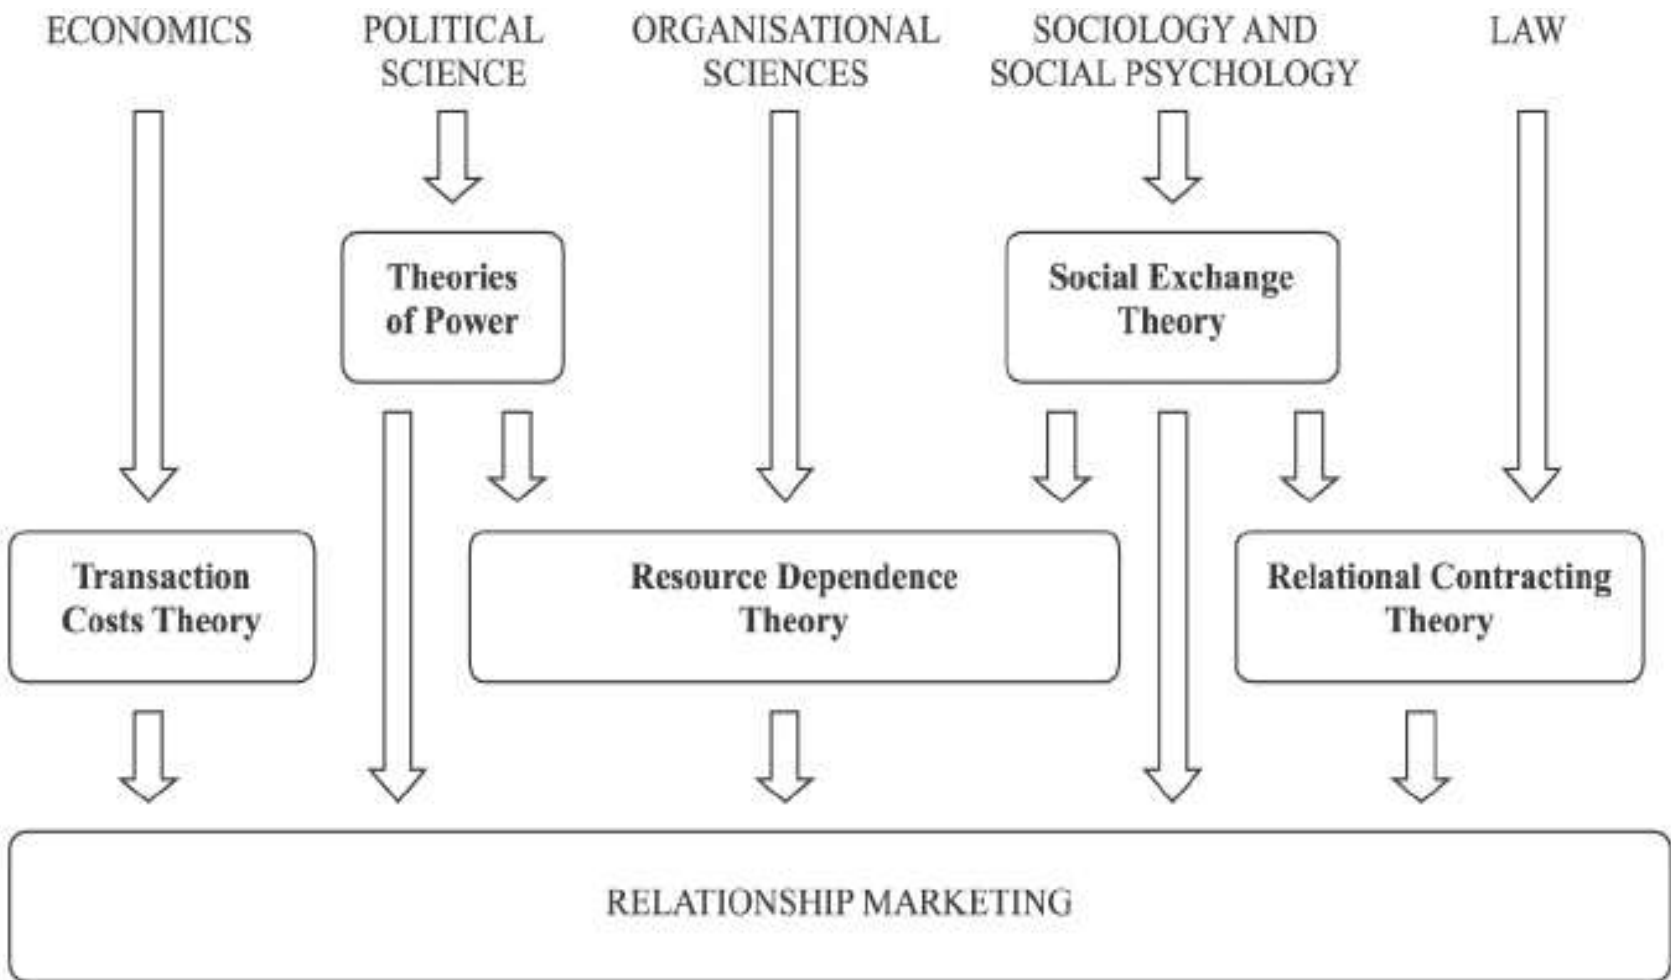 ECONOMICS
POLITICAL
SCIENCE
ORGANISATIONAL
SCIENCES
SOCIOLOGY AND
SOCIAL PSYCHOLOGY
LAW
Theories
of Power
Social Exchange
Theory
Transaction
Costs Theory
Resource Dependence
Theory
Relational Contracting
Theory
RELATIONSHIP MARKETING